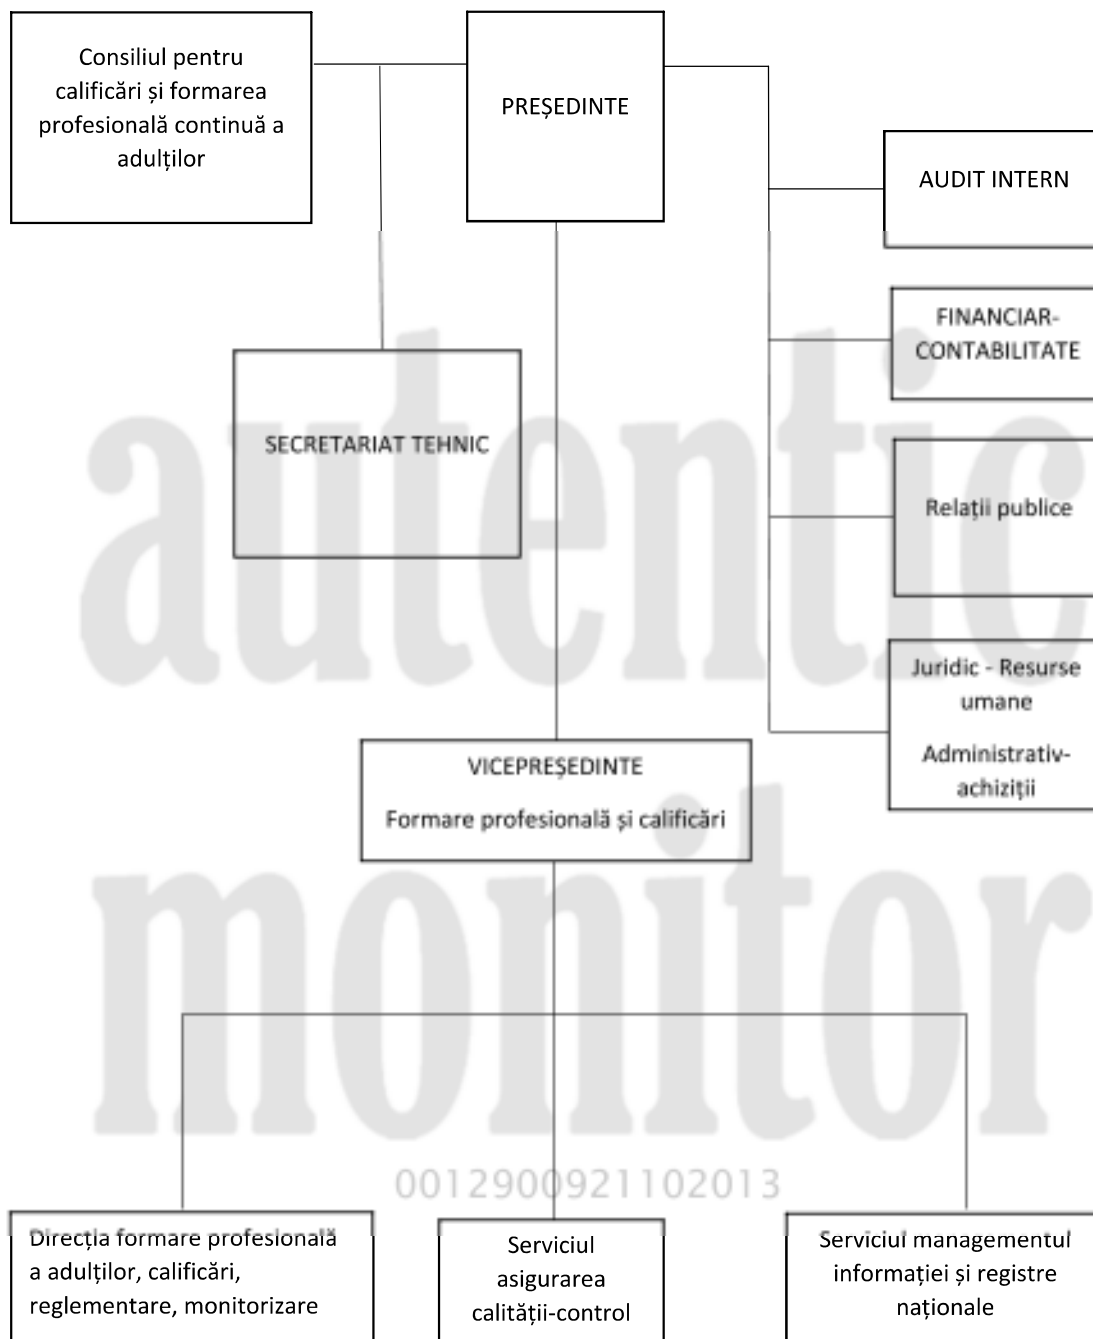 Consiliul pentru
calificări și formarea
profesională continuă a
adulților
PREȘEDINTE
AUDIT INTERN
FINANCIAR-
CONTABILITATE
SECRETARIAT TEHNIC
Relații publice
Juridic - Resurse
umane
Administrativ-
achiziții
VICEPREȘEDINTE
Formare profesională și calificări
autentic
monitor
0012900921102013
Direcția formare profesională
a adulților, calificări,
reglementare, monitorizare
Serviciul
asigurarea
calității-control
Serviciul managementul
informației și registre
naționale